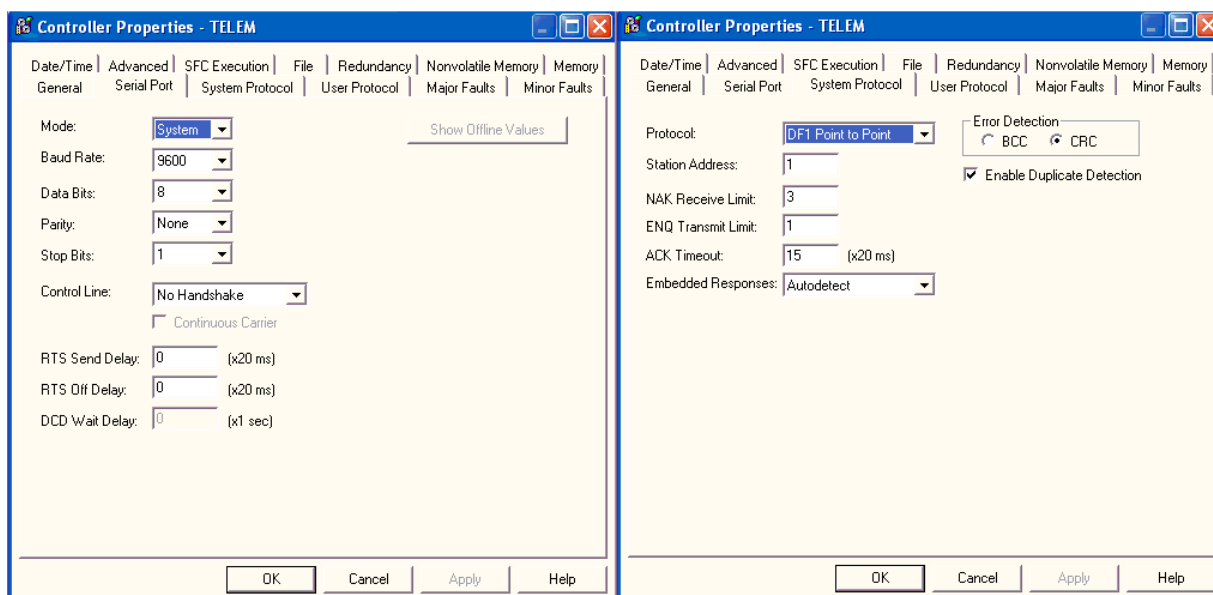 Controller Properties - TELEM
Date/Time Advanced SFC Execution File Redundancy Nonvolatile Memory Memory
General Serial Port System Protocol User Protocol Major Faults Minor Faults
Mode: System Show Offline Values
Baud Rate: 9600
Data Bits: 8
Parity: None
Stop Bits: 1
Control Line: No Handshake
Continuous Carrier
RTS Send Delay: 0 (x20 ms)
RTS Off Delay: 0 (x20 ms)
DCD Wait Delay: 0 (x1 sec)
OK Cancel Apply Help
Controller Properties - TELEM
Date/Time Advanced SFC Execution File Redundancy Nonvolatile Memory Memory
General Serial Port System Protocol User Protocol Major Faults Minor Faults
Protocol: DF1 Point to Point
Station Address: 1
NAK Receive Limit: 3
ENQ Transmit Limit: 1
ACK Timeout: 15 (x20 ms)
Embedded Responses: Autodetect
Error Detection
BCC CRC
Enable Duplicate Detection
OK Cancel Apply Help